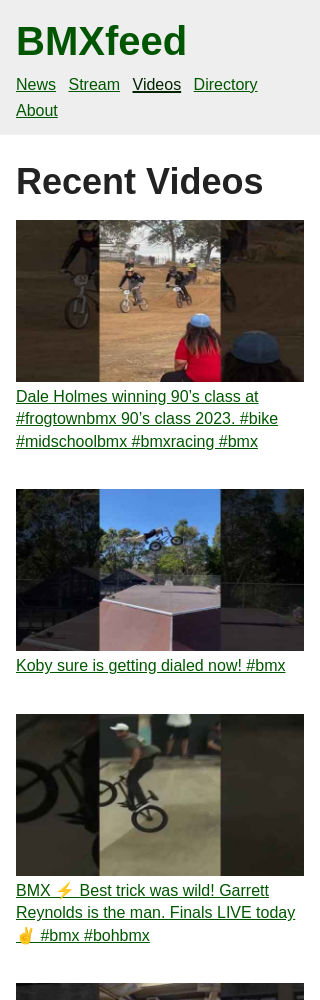 BMXfeed
News Stream Videos Directory
About
Recent Videos
Dale Holmes winning 90’s class at
#frogtownbmx 90’s class 2023. #bike
#midschoolbmx #bmxracing #bmx
Koby sure is getting dialed now! #bmx
BMX ⚡ Best trick was wild! Garrett
Reynolds is the man. Finals LIVE today
✌️ #bmx #bohbmx